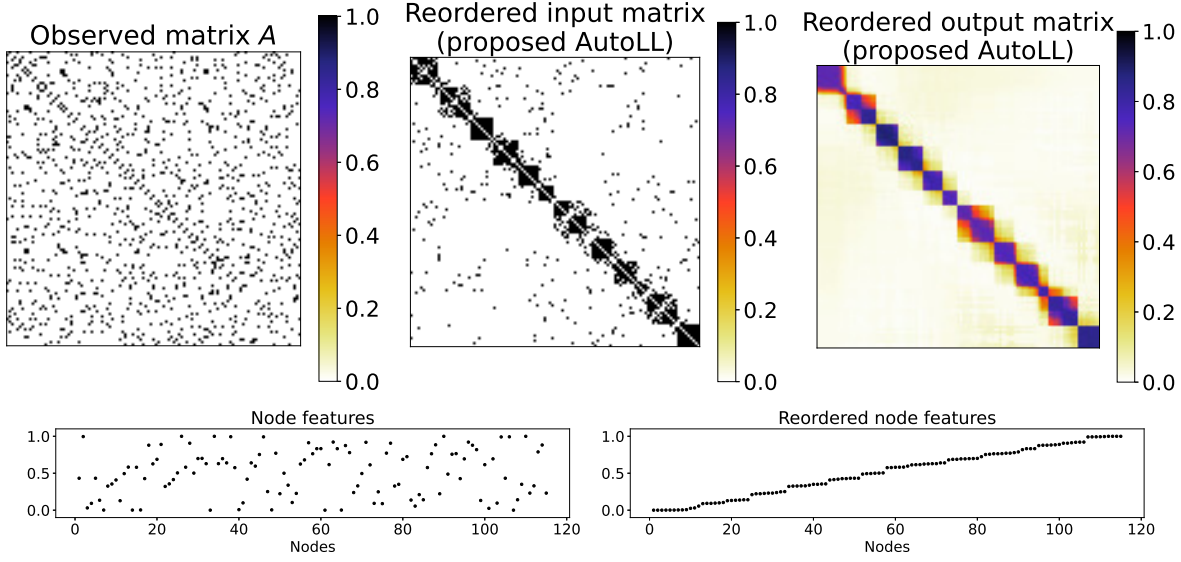 Observed matrix A
1.0
0.8
0.6
0.4
0.2
0.0
Reordered input matrix
(proposed AutoLL)
1.0
0.8
0.6
0.4
0.2
0.0
Reordered output matrix
(proposed AutoLL)
1.0
0.8
0.6
0.4
0.2
0.0
Node features
1.0
0.5
0.0
0 20 40 60 80 100 120
Nodes
Reordered node features
1.0
0.5
0.0
0 20 40 60 80 100 120
Nodes